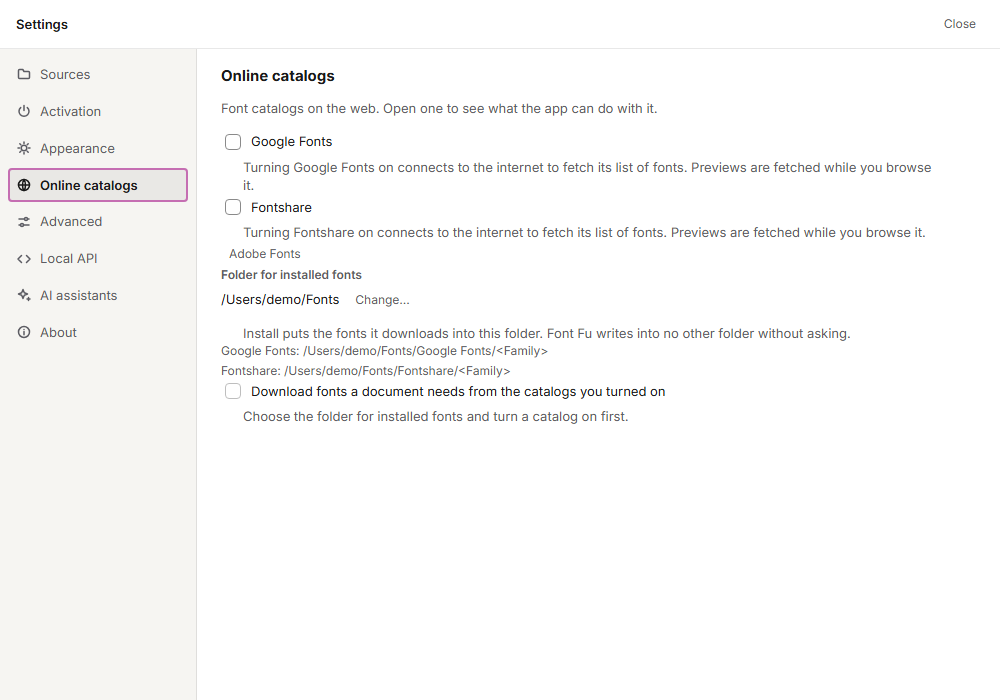 Settings
Close
Sources
Activation
Appearance
Online catalogs
Advanced
Local API
AI assistants
About
Online catalogs
Font catalogs on the web. Open one to see what the app can do with it.
Google Fonts
Turning Google Fonts on connects to the internet to fetch its list of fonts. Previews are fetched while you browse
it.
Fontshare
Turning Fontshare on connects to the internet to fetch its list of fonts. Previews are fetched while you browse it.
Adobe Fonts
Folder for installed fonts
/Users/demo/Fonts Change...
Install puts the fonts it downloads into this folder. Font Fu writes into no other folder without asking.
Google Fonts: /Users/demo/Fonts/Google Fonts/<Family>
Fontshare: /Users/demo/Fonts/Fontshare/<Family>
Download fonts a document needs from the catalogs you turned on
Choose the folder for installed fonts and turn a catalog on first.